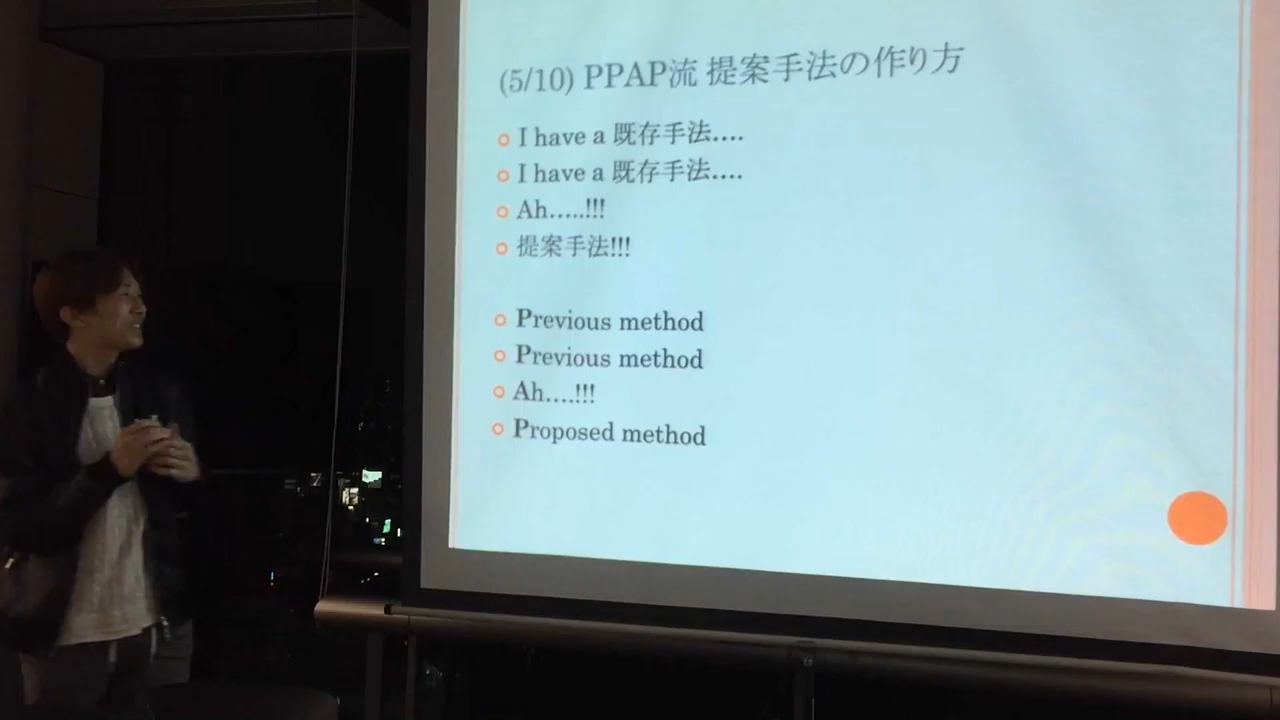 (5/10) PPAP流 提案手法の作り方
I have a 既存手法....
I have a 既存手法....
Ah.....!!!
提案手法!!!
Previous method
Previous method
Ah....!!!
Proposed method